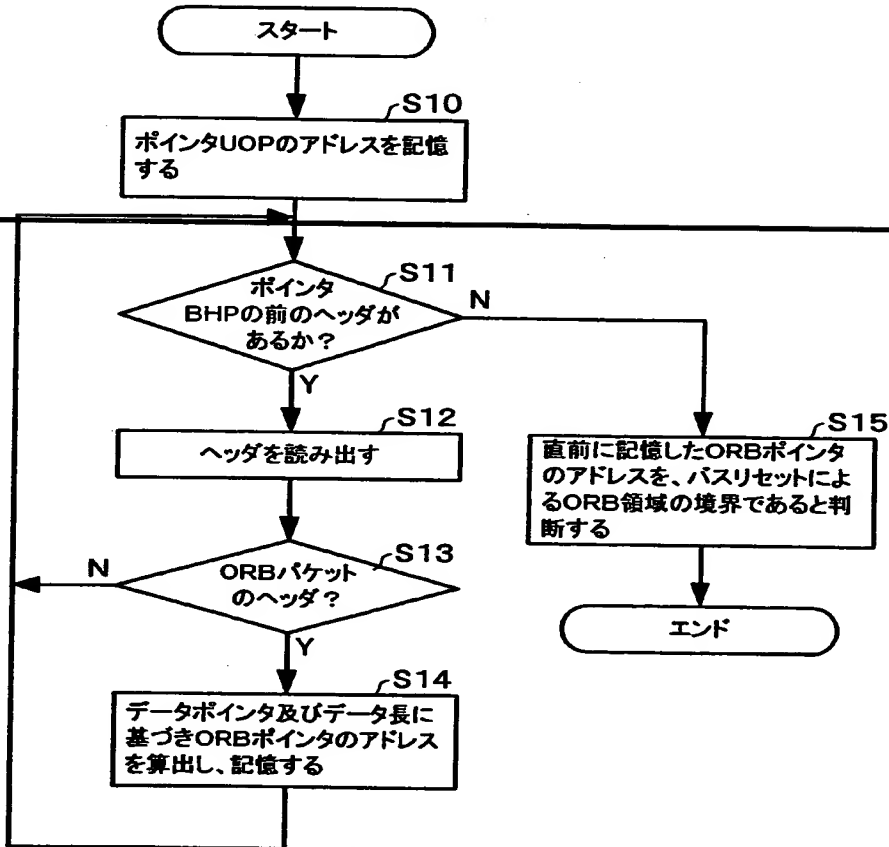 スタート
S10
ポインタUOPのアドレスを記憶
する
S11
ポインタ
BHPの前のヘッダが
あるか？
N
Y
S12
ヘッダを読み出す
S13
ORBパケット
のヘッダ？
N
Y
S14
データポインタ及びデータ長に
基づきORBポインタのアドレス
を算出し、記憶する
S15
直前に記憶したORBポインタ
のアドレスを、バスリセットによ
るORB領域の境界であると判
断する
エンド